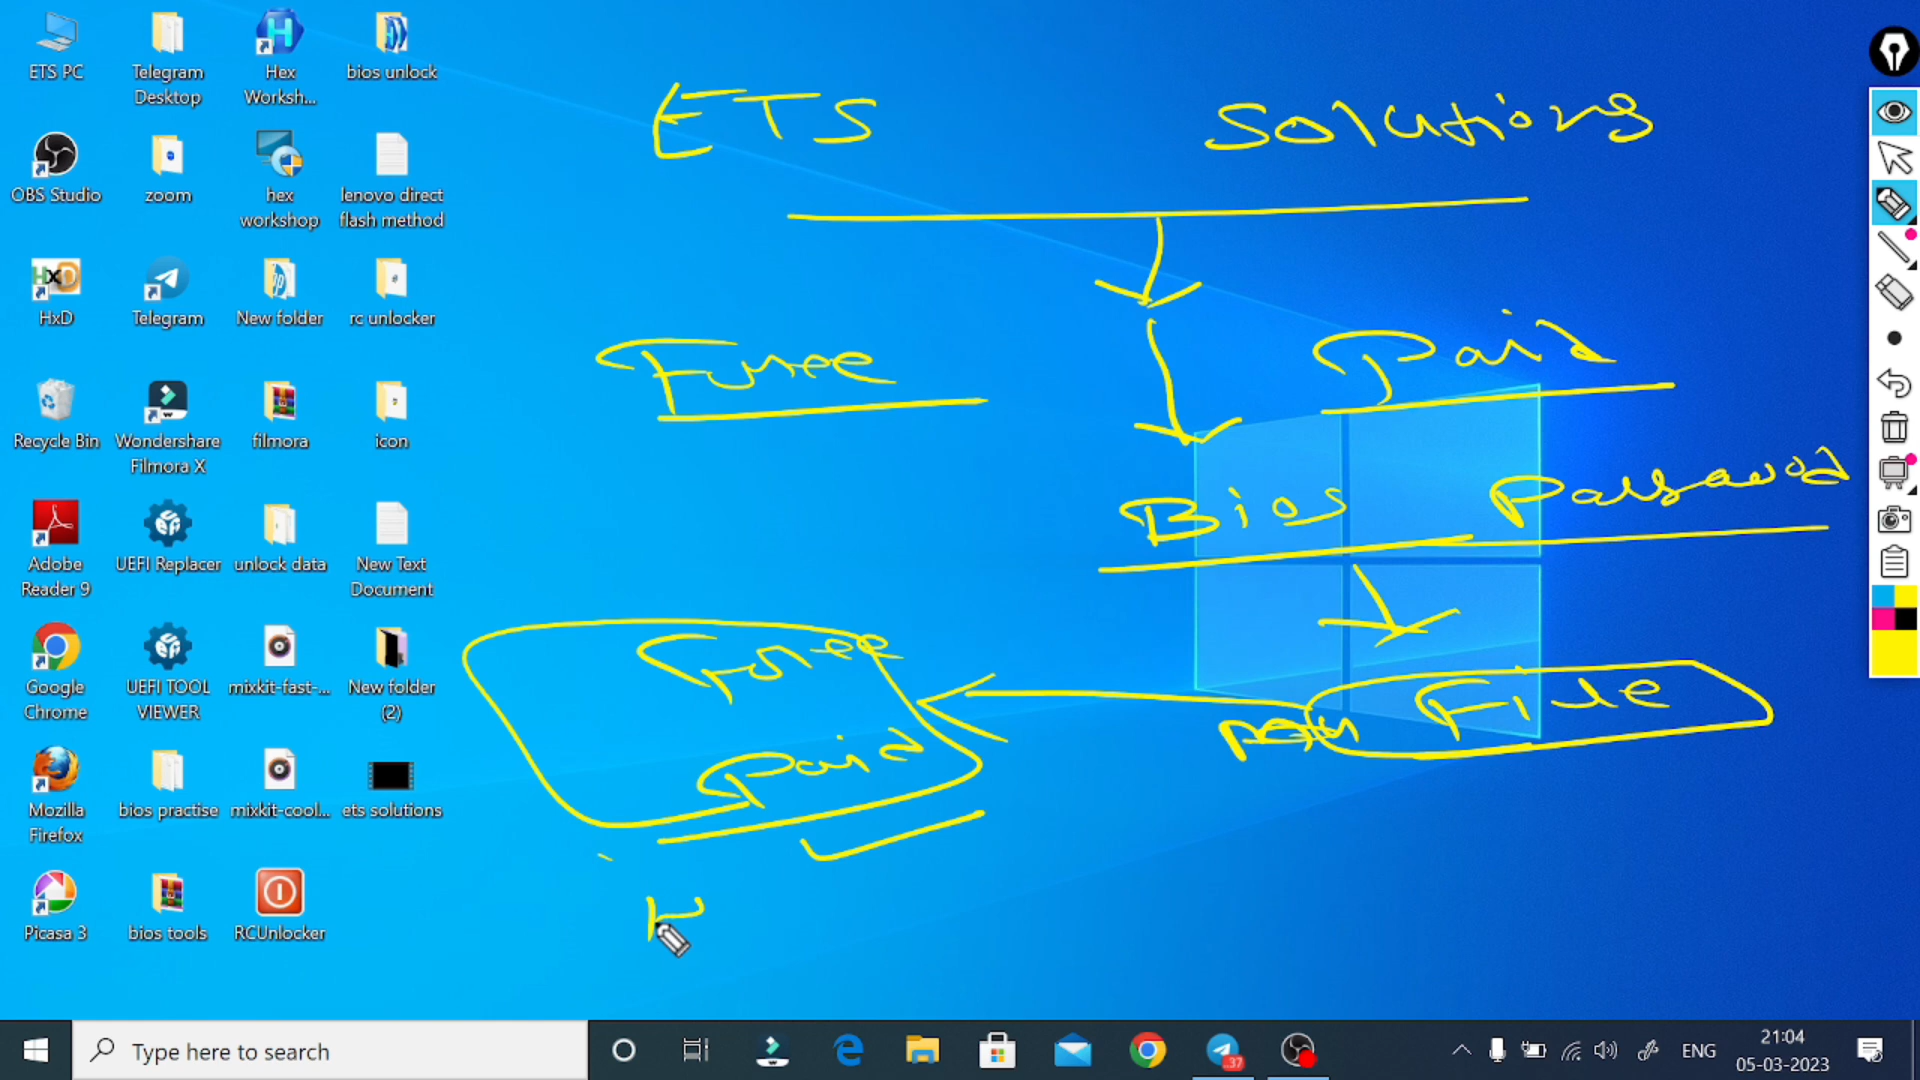 ETS PC
Telegram Desktop
Hex Worksh...
bios unlock
OBS Studio
zoom
hex workshop
lenovo direct flash method
HxD
Telegram
New folder
rc unlocker
Recycle Bin
Wondershare Filmora X
filmora
icon
Adobe Reader 9
UEFI Replacer
unlock data
New Text Document
Google Chrome
UEFI TOOL VIEWER
mixkit-fast-...
New folder (2)
Mozilla Firefox
bios practise
mixkit-cool...
ets solutions
Picasa 3
bios tools
RCUnlocker
ETS Solutions
Free Paid
Bios Password
Free File
Paid
Type here to search
37
ENG
21:04
05-03-2023